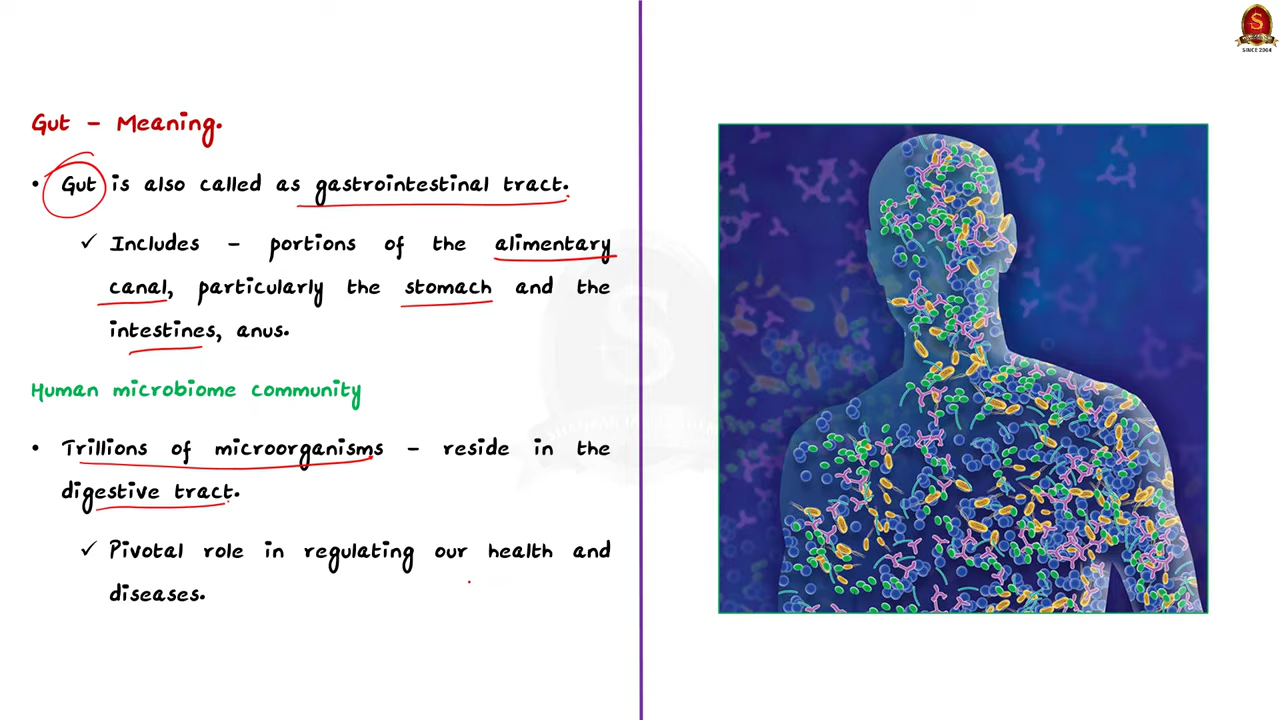 Gut – Meaning.
• Gut is also called as gastrointestinal tract.
✓ Includes – portions of the alimentary
canal, particularly the stomach and the
intestines, anus.
Human microbiome community
• Trillions of microorganisms – reside in the
digestive tract.
✓ Pivotal role in regulating our health and
diseases.
S
SINCE 2004